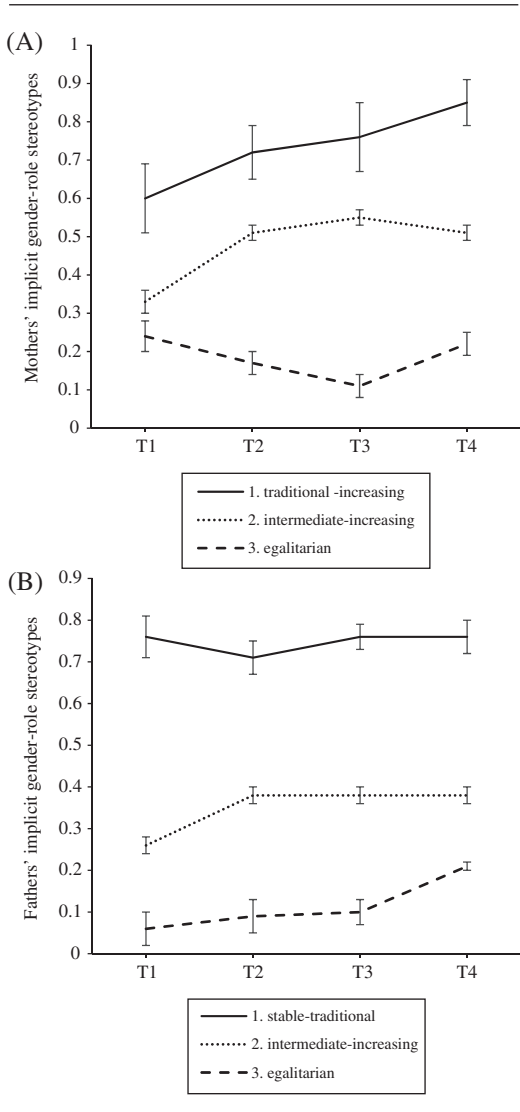 (A)
Mothers' implicit gender-role stereotypes
1
0.9
0.8
0.7
0.6
0.5
0.4
0.3
0.2
0.1
0
T1 T2 T3 T4
1. traditional -increasing
2. intermediate-increasing
3. egalitarian
(B)
Fathers' implicit gender-role stereotypes
0.9
0.8
0.7
0.6
0.5
0.4
0.3
0.2
0.1
0
T1 T2 T3 T4
1. stable-traditional
2. intermediate-increasing
3. egalitarian